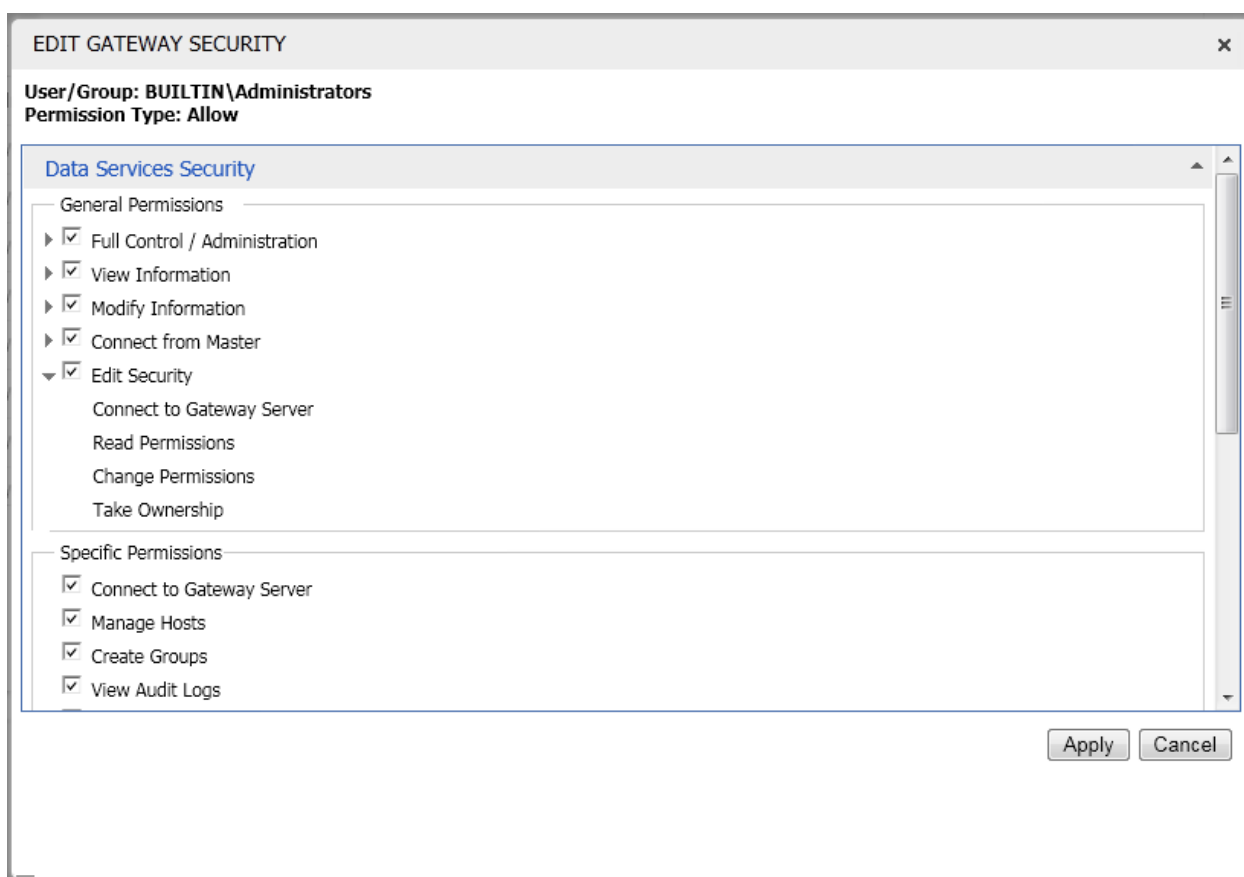 EDIT GATEWAY SECURITY
User/Group: BUILTIN\Administrators
Permission Type: Allow
Data Services Security
General Permissions
Full Control / Administration
View Information
Modify Information
Connect from Master
Edit Security
Connect to Gateway Server
Read Permissions
Change Permissions
Take Ownership
Specific Permissions
Connect to Gateway Server
Manage Hosts
Create Groups
View Audit Logs
Apply Cancel